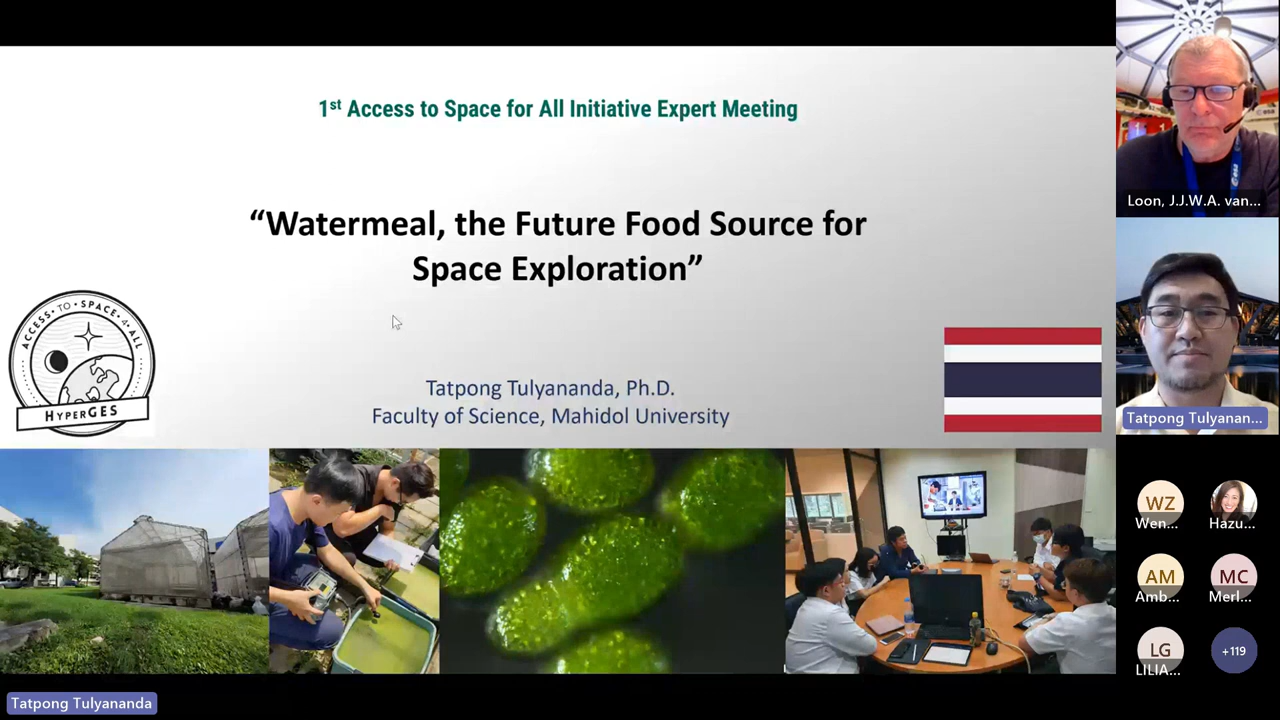 1st Access to Space for All Initiative Expert Meeting
“Watermeal, the Future Food Source for
Space Exploration”
ACCESS•TO•SPACE•4•ALL
HYPERGES
Tatpong Tulyananda, Ph.D.
Faculty of Science, Mahidol University
Tatpong Tulyananda
esa
Loon, J.J.W.A. van...
Tatpong Tulyanan...
WZ
Wen...
Hazu...
AM
Amb...
MC
Merl...
LG
LILIA...
+119